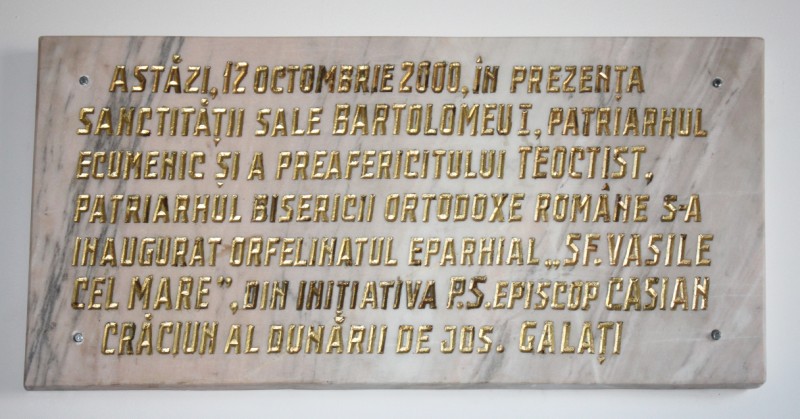 ASTĂZI, 12 OCTOMBRIE 2000, ÎN PREZENȚA
SANCTITĂȚII SALE BARTOLOMEU I, PATRIARHUL
ECUMENIC ȘI A PREAFERICITULUI TEOCTIST,
PATRIARHUL BISERICII ORTODOXE ROMÂNE S-A
INAUGURAT ORFELINATUL EPARHIAL „SF. VASILE
CEL MARE”, DIN INIȚIATIVA P.S. EPISCOP CASIAN
CRĂCIUN AL DUNĂRII DE JOS. GALAȚI